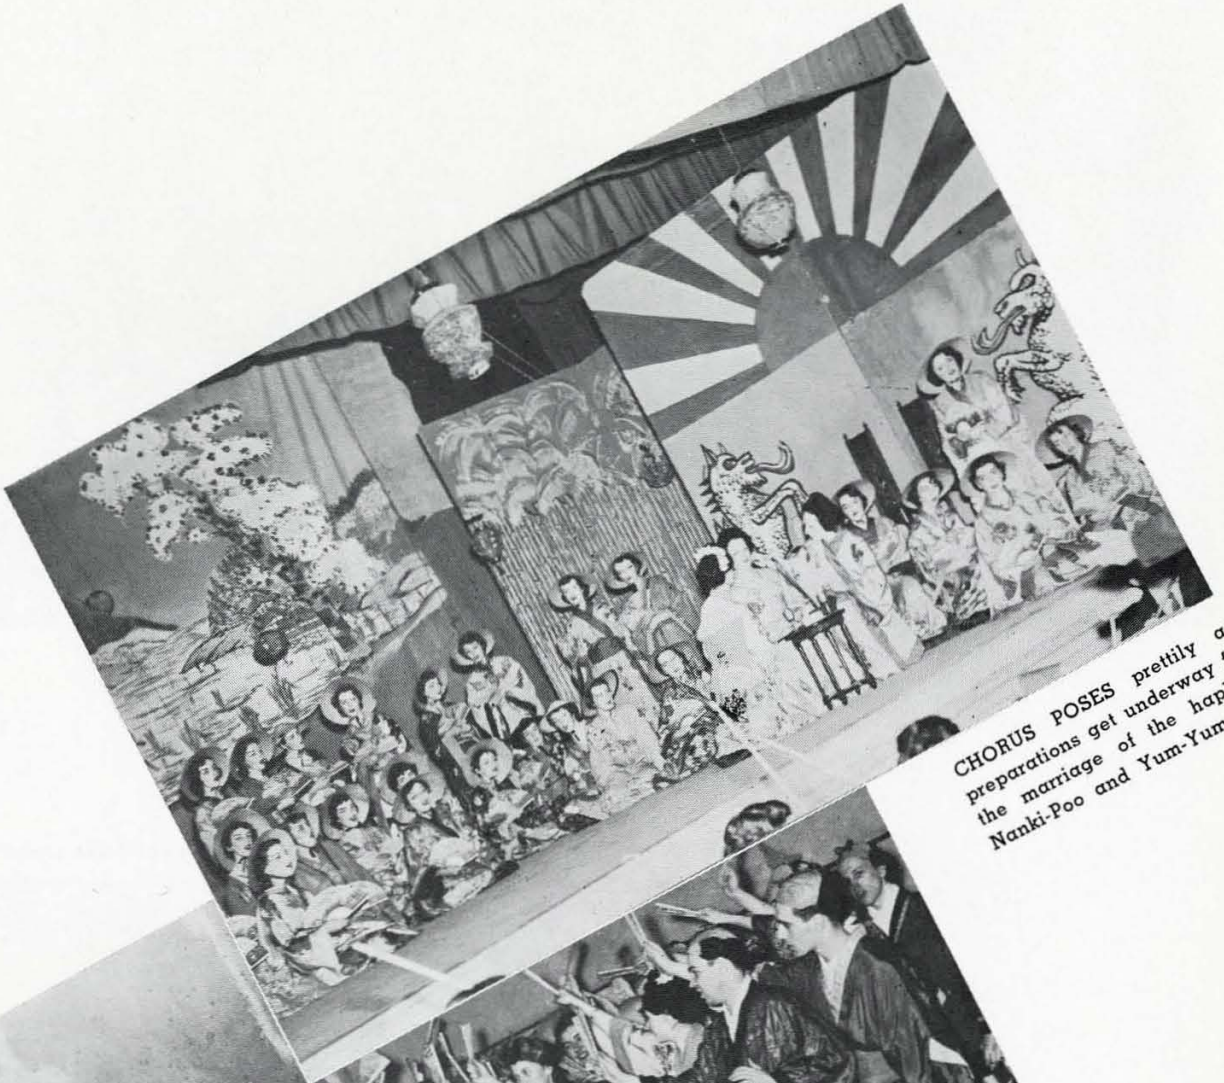 CHORUS POSES prettily
preparations get underway
the marriage of the
Nanki-Poo and Yum-Yum